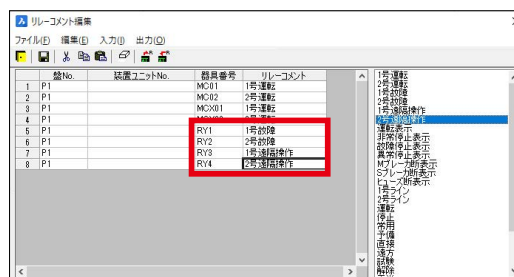 リレーコメント編集
ファイル(F) 編集(E) 入力(I) 出力(O)
盤No. 装置ユニットNo. 器具番号 リレーコメント
1 P1 MC01 1号運転
2 P1 MC02 2号運転
3 P1 MCX01 1号運転
4 P1
5 P1 RY1 1号故障
6 P1 RY2 2号故障
7 P1 RY3 1号遠隔操作
8 P1 RY4 2号遠隔操作
1号運転
2号運転
1号故障
2号故障
1号遠隔操作
2号遠隔操作
運転表示
非常停止表示
故障停止表示
異常停止表示
Mブレーカ断表示
Sブレーカ断表示
ヒューズ断表示
1号ライン
2号ライン
運転
停止
常用
予備
直接
遠方
試験
解除